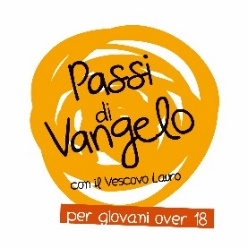 Passi
di
Vangelo
con il Vescovo Lauro
per giovani over 18